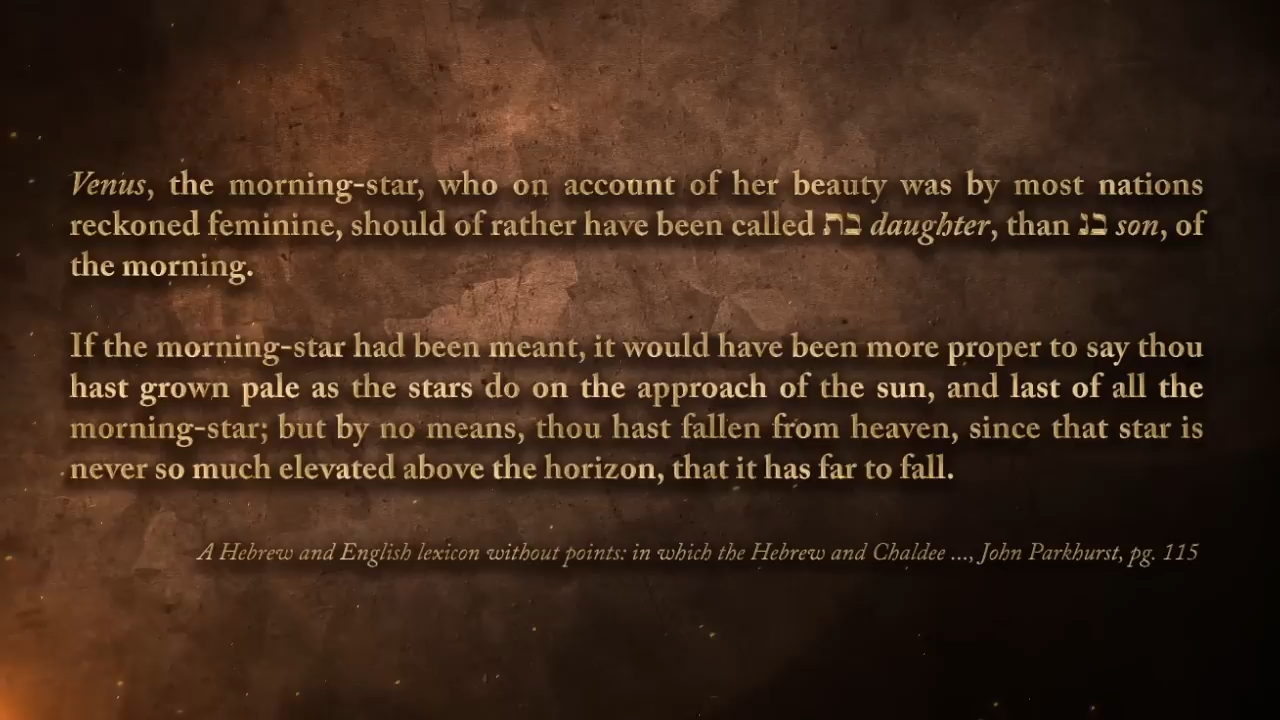 Venus, the morning-star, who on account of her beauty was by most nations
reckoned feminine, should of rather have been called בת daughter, than בנ son, of
the morning.
If the morning-star had been meant, it would have been more proper to say thou
hast grown pale as the stars do on the approach of the sun, and last of all the
morning-star; but by no means, thou hast fallen from heaven, since that star is
never so much elevated above the horizon, that it has far to fall.
A Hebrew and English lexicon without points: in which the Hebrew and Chaldee ..., John Parkhurst, pg. 115